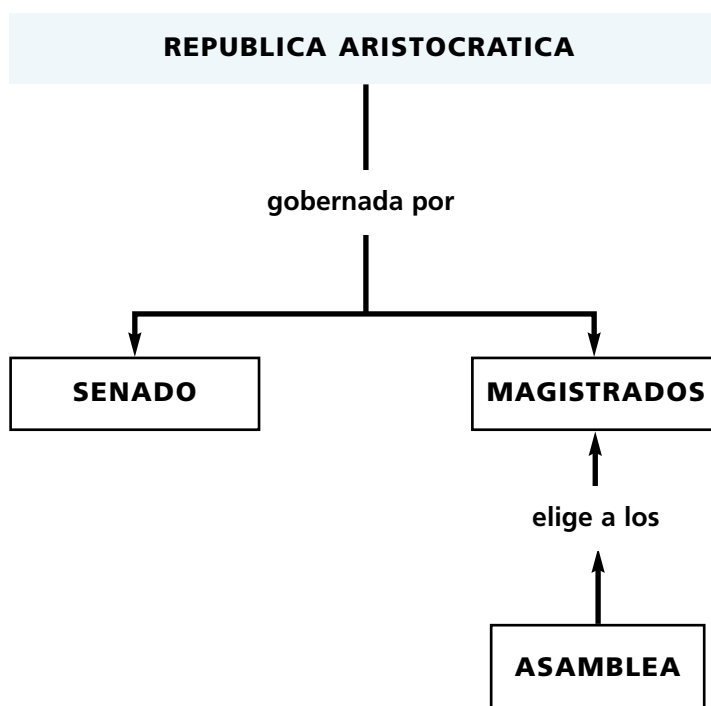 REPUBLICA ARISTOCRATICA
gobernada por
SENADO
MAGISTRADOS
elige a los
ASAMBLEA